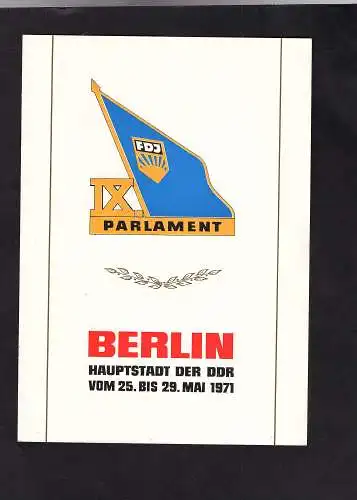 FDJ
IX.
PARLAMENT
BERLIN
HAUPTSTADT DER DDR
VOM 25. BIS 29. MAI 1971